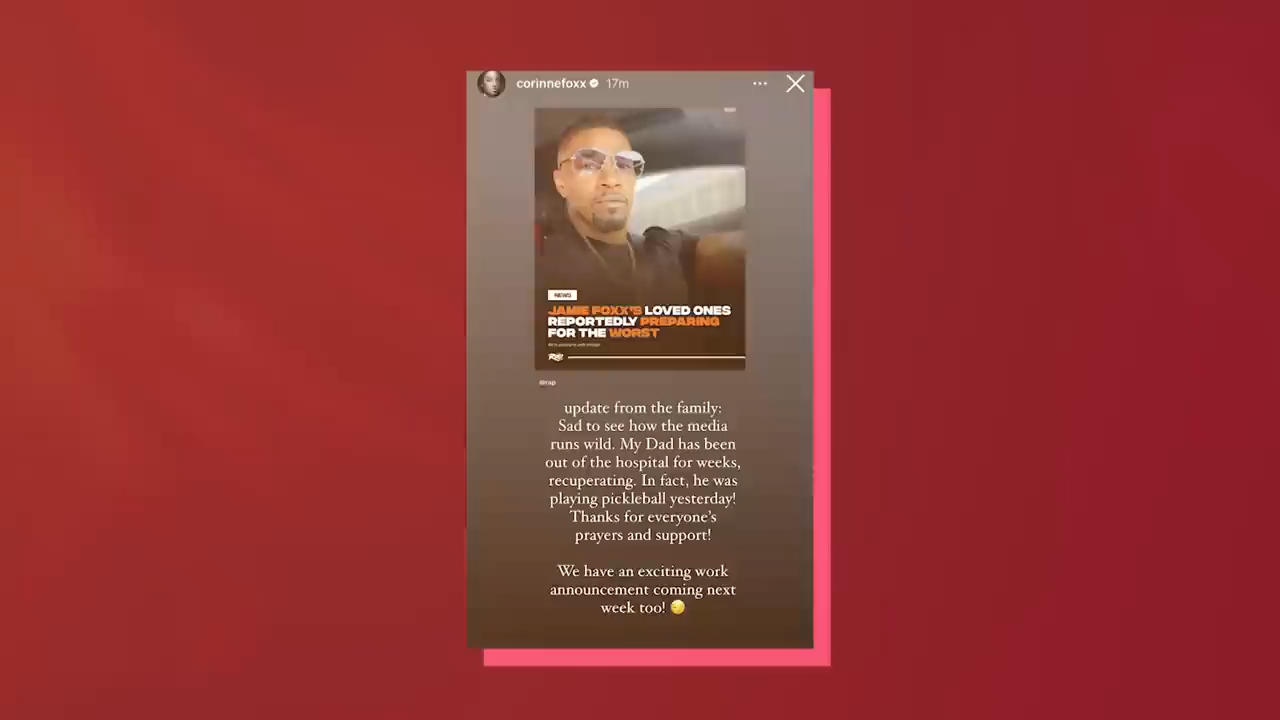 corinnefoxx 17m
NEWS
JAMIE FOXX'S LOVED ONES
REPORTEDLY PREPARING
FOR THE WORST
@rap
update from the family:
Sad to see how the media
runs wild. My Dad has been
out of the hospital for weeks,
recuperating. In fact, he was
playing pickleball yesterday!
Thanks for everyone's
prayers and support!
We have an exciting work
announcement coming next
week too! 🤪